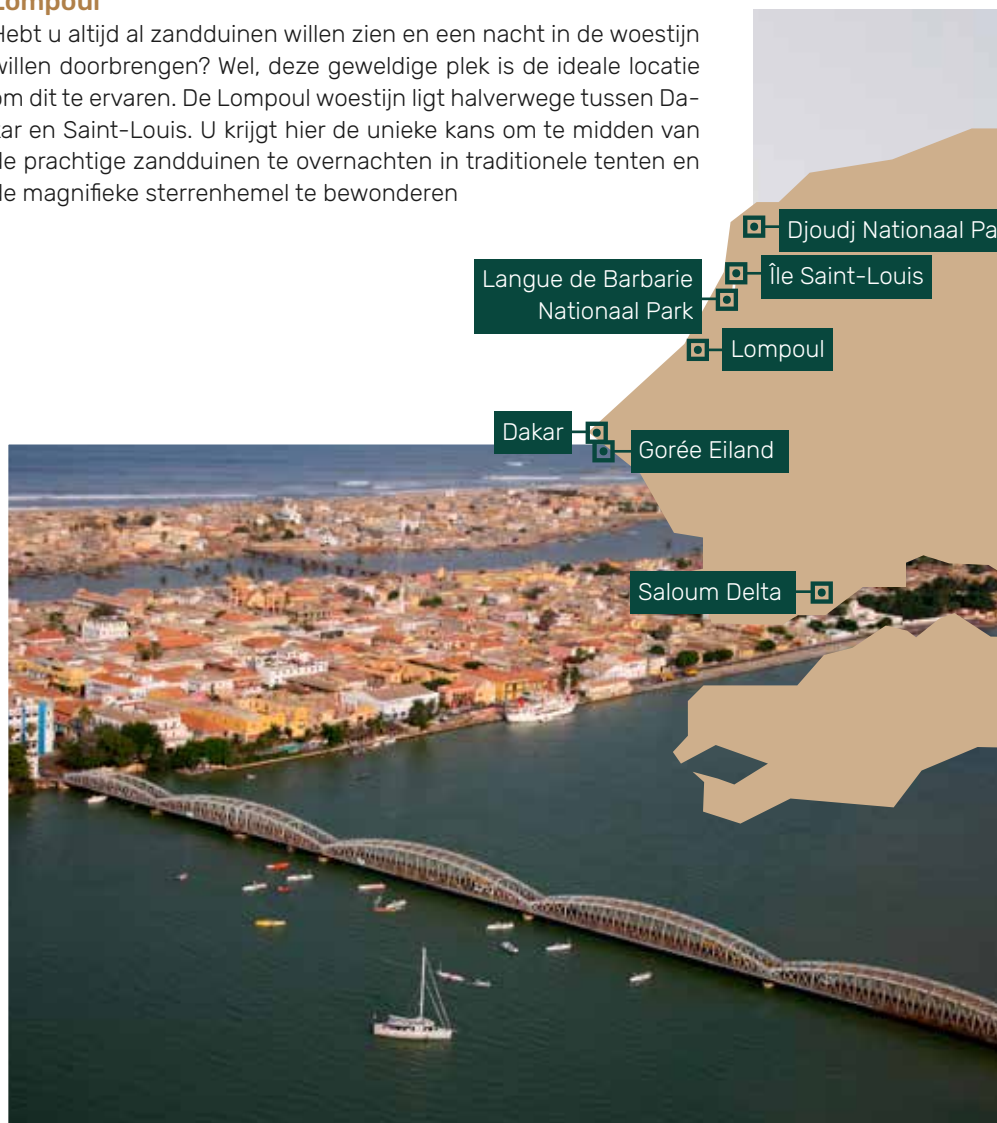 Lompoul
Hebt u altijd al zandduinen willen zien en een nacht in de woestijn
willen doorbrengen? Wel, deze geweldige plek is de ideale locatie
om dit te ervaren. De Lompoul woestijn ligt halverwege tussen Da-
kar en Saint-Louis. U krijgt hier de unieke kans om te midden van
de prachtige zandduinen te overnachten in traditionele tenten en
de magnifieke sterrenhemel te bewonderen
Djoudj Nationaal Pa
Île Saint-Louis
Langue de Barbarie
Nationaal Park
Lompoul
Dakar
Gorée Eiland
Saloum Delta